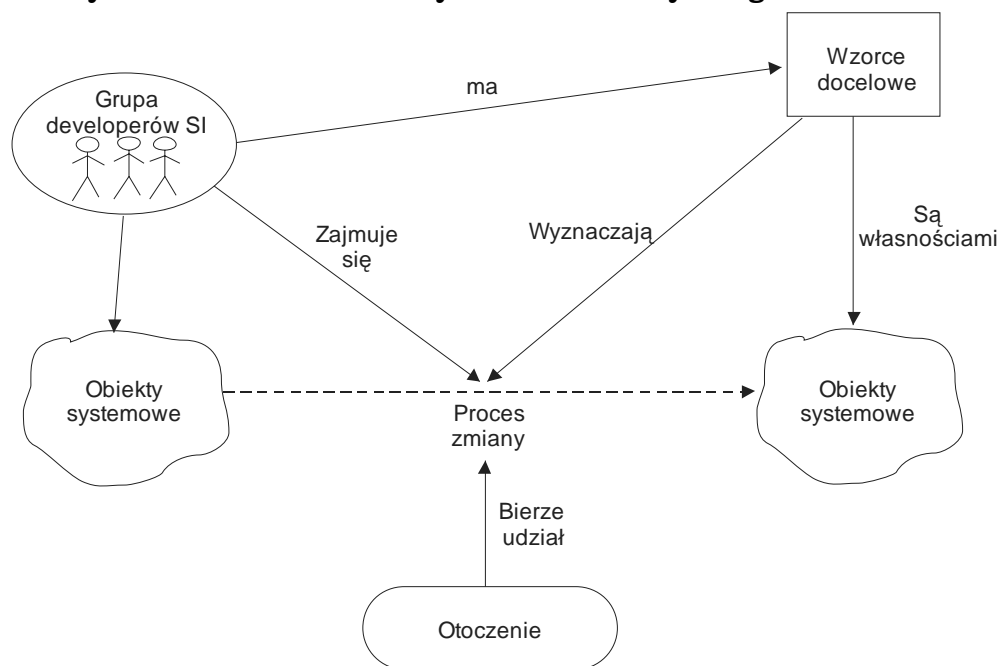 Grupa
developerów SI
ma
Wzorce
docelowe
Zajmuje
się
Wyznaczają
Są
własnościami
Obiekty
systemowe
Proces
zmiany
Obiekty
systemowe
Bierze
udział
Otoczenie